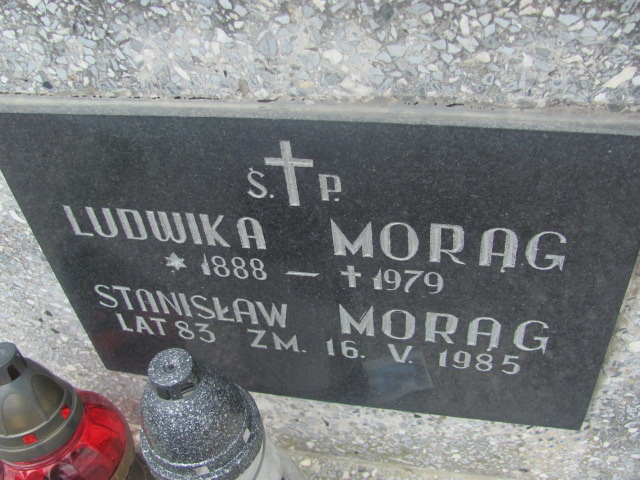 Ś. P.
LUDWIKA MORĄG
* 1888 — † 1979
STANISŁAW MORĄG
LAT 83 ZM. 16. V. 1985